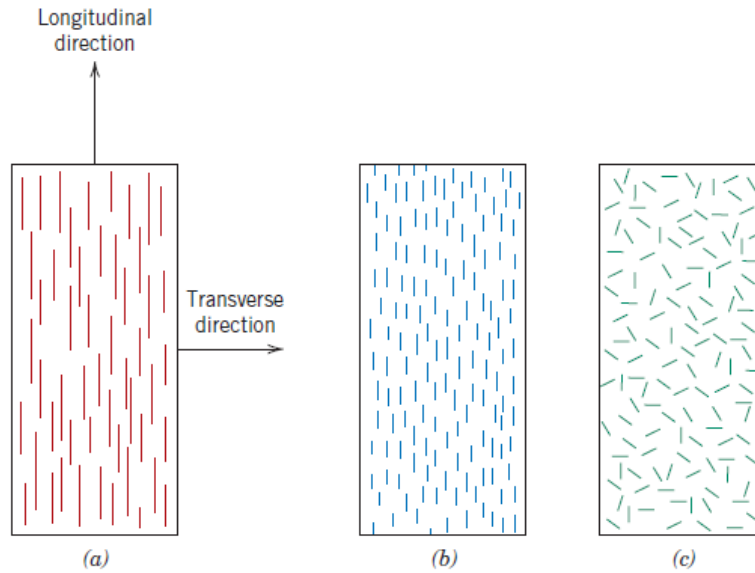 Longitudinal
direction
Transverse
direction
(a)
(b)
(c)